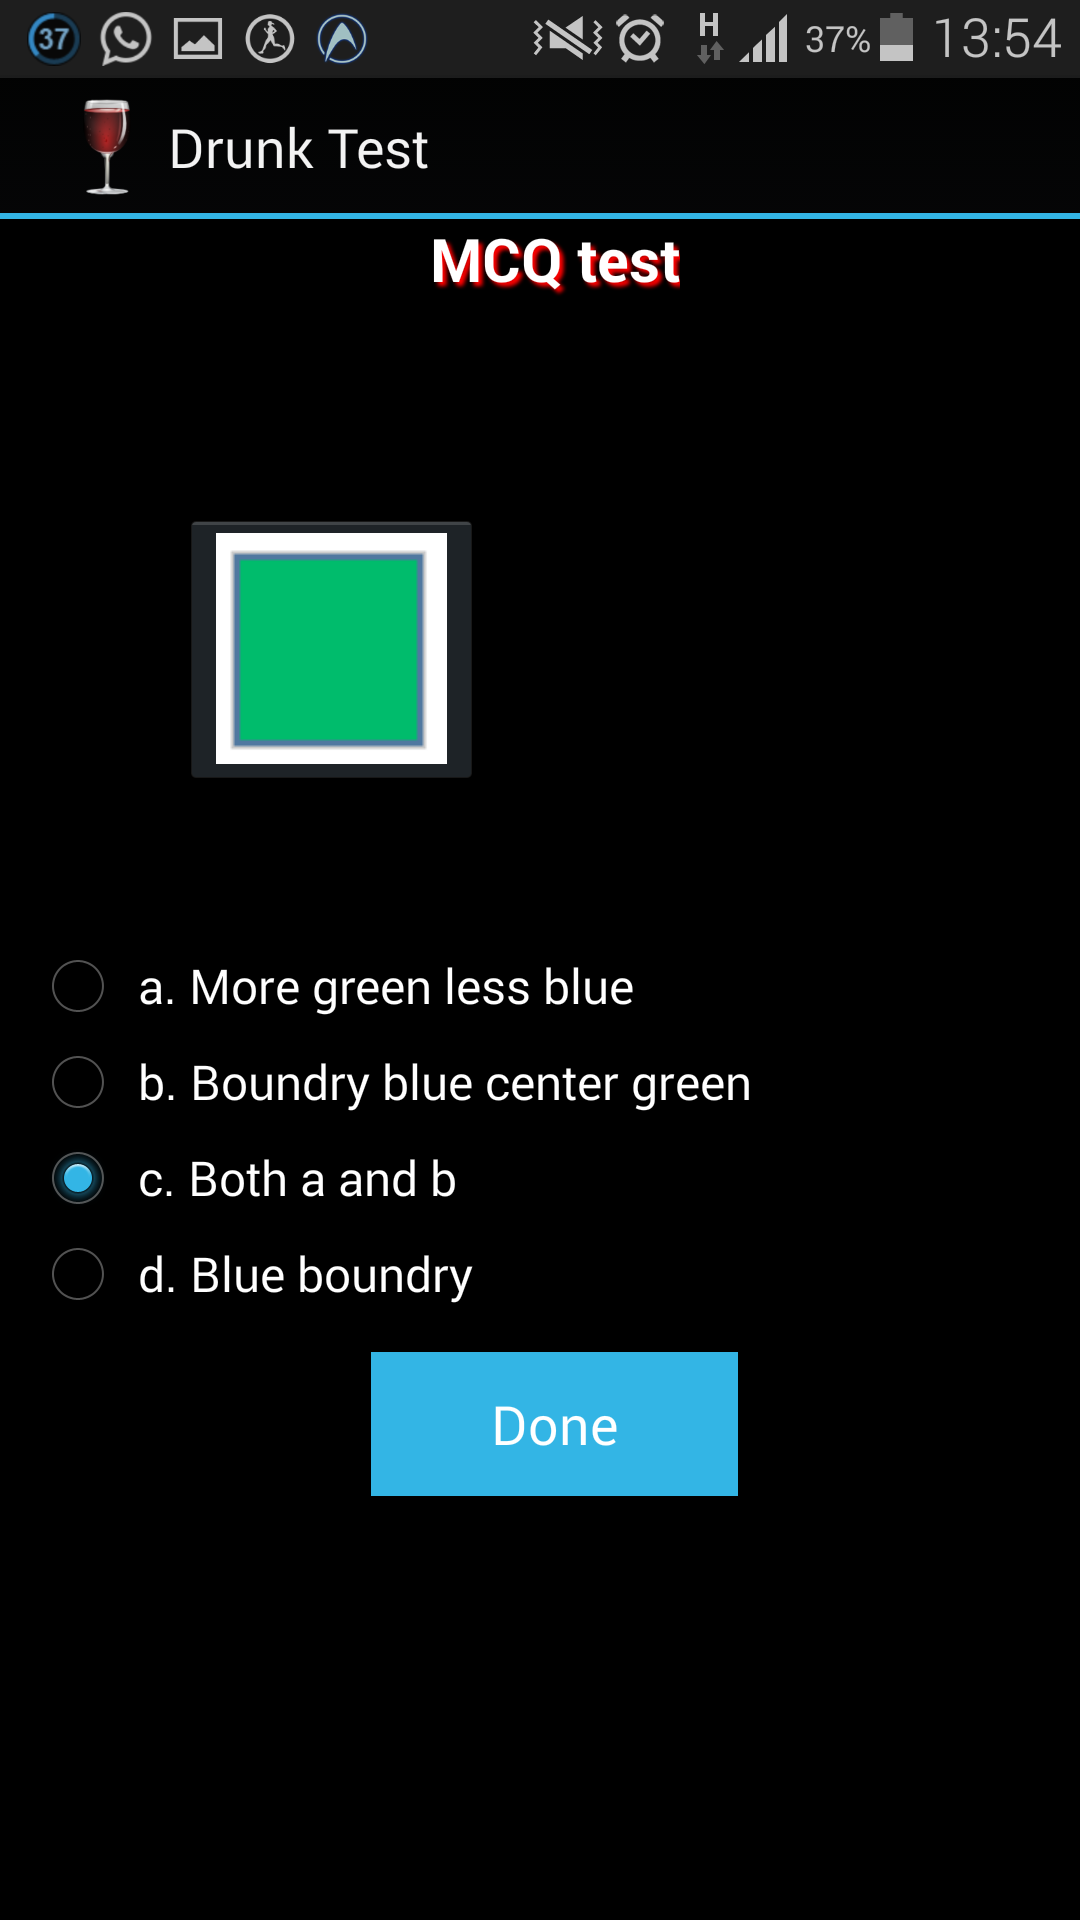 37 H 37% 13:54
Drunk Test
MCQ test
a. More green less blue
b. Boundry blue center green
c. Both a and b
d. Blue boundry
Done